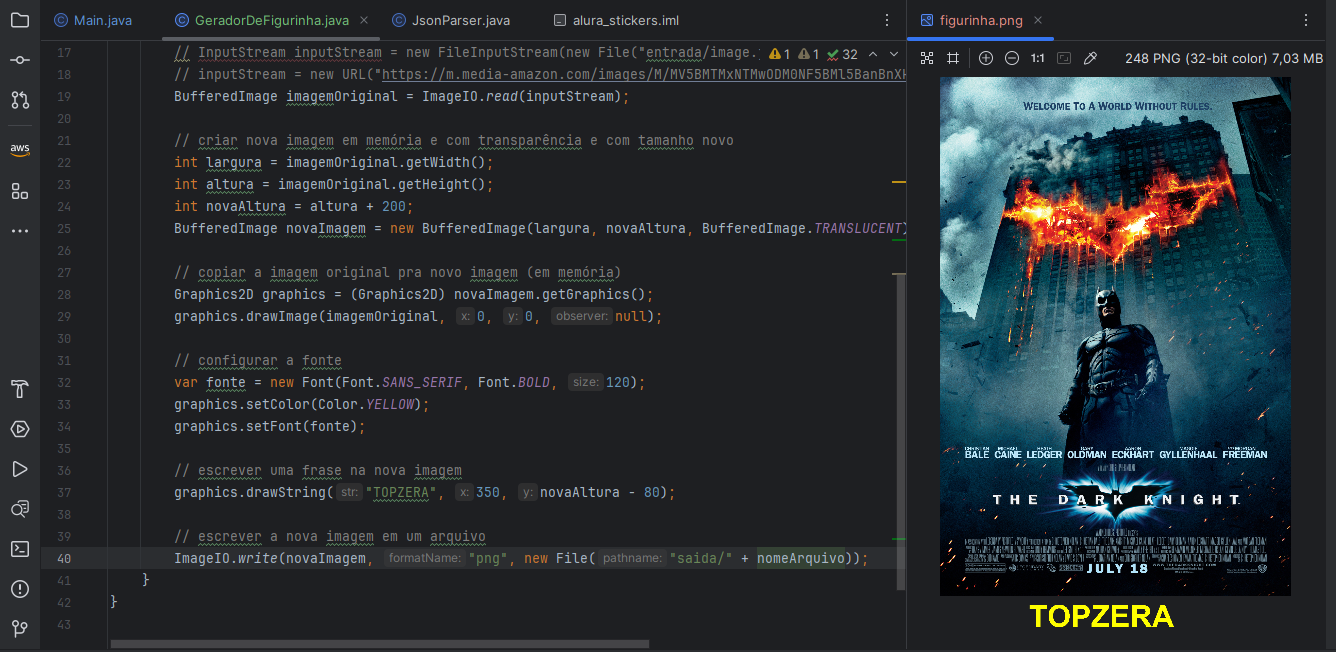 Main.java
GeradorDeFigurinha.java
JsonParser.java
alura_stickers.iml
figurinha.png
aws
1 1 32
1:1
248 PNG (32-bit color) 7,03 MB
17 // InputStream inputStream = new FileInputStream(new File("entrada/image.
18 // inputStream = new URL("https://m.media-amazon.com/images/M/MV5BMTMxNTMwODM0NF5BMl5BanBnXk
19 BufferedImage imagemOriginal = ImageIO.read(inputStream);
20
21 // criar nova imagem em memória e com transparência e com tamanho novo
22 int largura = imagemOriginal.getWidth();
23 int altura = imagemOriginal.getHeight();
24 int novaAltura = altura + 200;
25 BufferedImage novaImagem = new BufferedImage(largura, novaAltura, BufferedImage.TRANSLUCENT)
26
27 // copiar a imagem original pra novo imagem (em memória)
28 Graphics2D graphics = (Graphics2D) novaImagem.getGraphics();
29 graphics.drawImage(imagemOriginal, x: 0, y: 0, observer: null);
30
31 // configurar a fonte
32 var fonte = new Font(Font.SANS_SERIF, Font.BOLD, size: 120);
33 graphics.setColor(Color.YELLOW);
34 graphics.setFont(fonte);
35
36 // escrever uma frase na nova imagem
37 graphics.drawString( str: "TOPZERA", x: 350, y: novaAltura - 80);
38
39 // escrever a nova imagem em um arquivo
40 ImageIO.write(novaImagem, formatName: "png", new File( pathname: "saida/" + nomeArquivo));
41 }
42 }
43
WELCOME TO A WORLD WITHOUT RULES.
CHRISTIAN BALE MICHAEL CAINE HEATH LEDGER GARY OLDMAN AARON ECKHART MAGGIE GYLLENHAAL MORGAN FREEMAN
THE DARK KNIGHT
JULY 18
TOPZERA